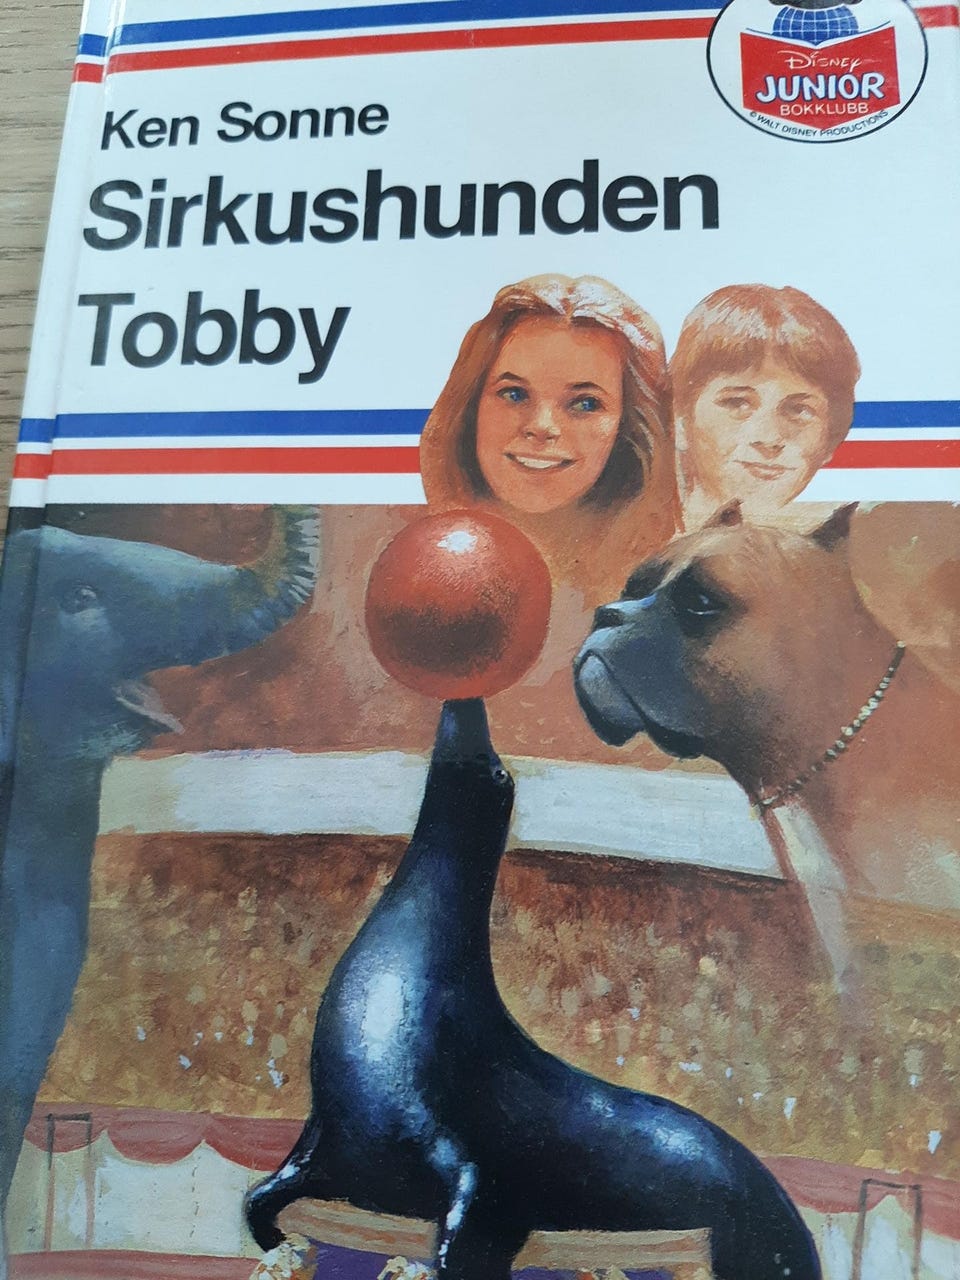 Disney
JUNIOR
BOKKLUBB
© WALT DISNEY PRODUCTIONS
Ken Sonne
Sirkushunden
Tobby